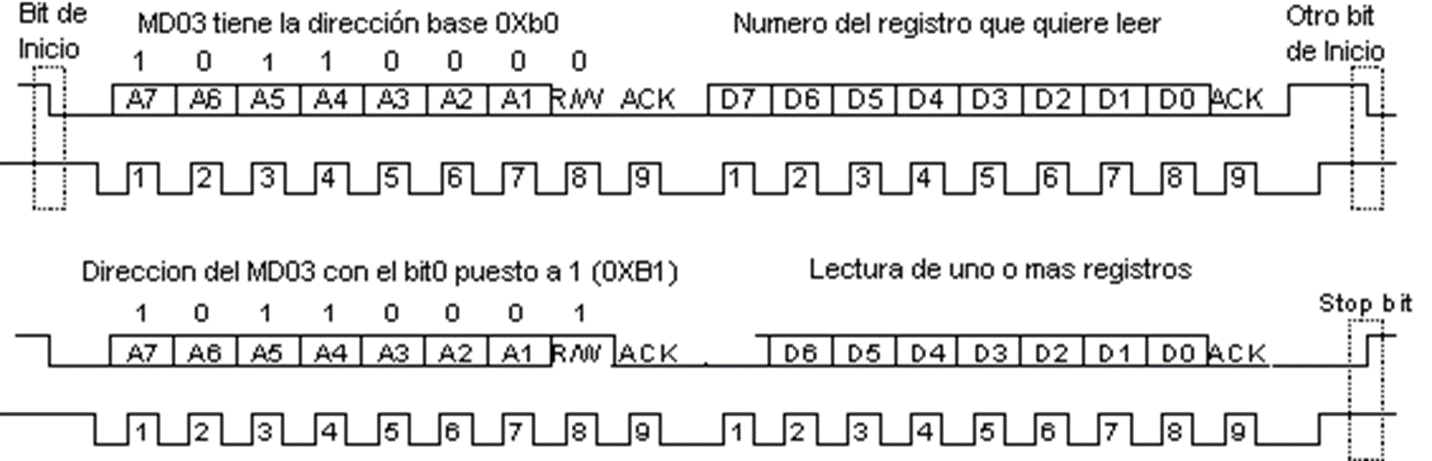 Bit de
Inicio
MD03 tiene la dirección base 0Xb0
Numero del registro que quiere leer
Otro bit
de Inicio
1 0 1 1 0 0 0 0
A7 A6 A5 A4 A3 A2 A1 R/W ACK D7 D6 D5 D4 D3 D2 D1 D0 ACK
1 2 3 4 5 6 7 8 9 1 2 3 4 5 6 7 8 9
Direccion del MD03 con el bit0 puesto a 1 (0XB1)
Lectura de uno o mas registros
1 0 1 1 0 0 0 1
Stop bit
A7 A6 A5 A4 A3 A2 A1 R/W ACK D6 D5 D4 D3 D2 D1 D0 ACK
1 2 3 4 5 6 7 8 9 1 2 3 4 5 6 7 8 9